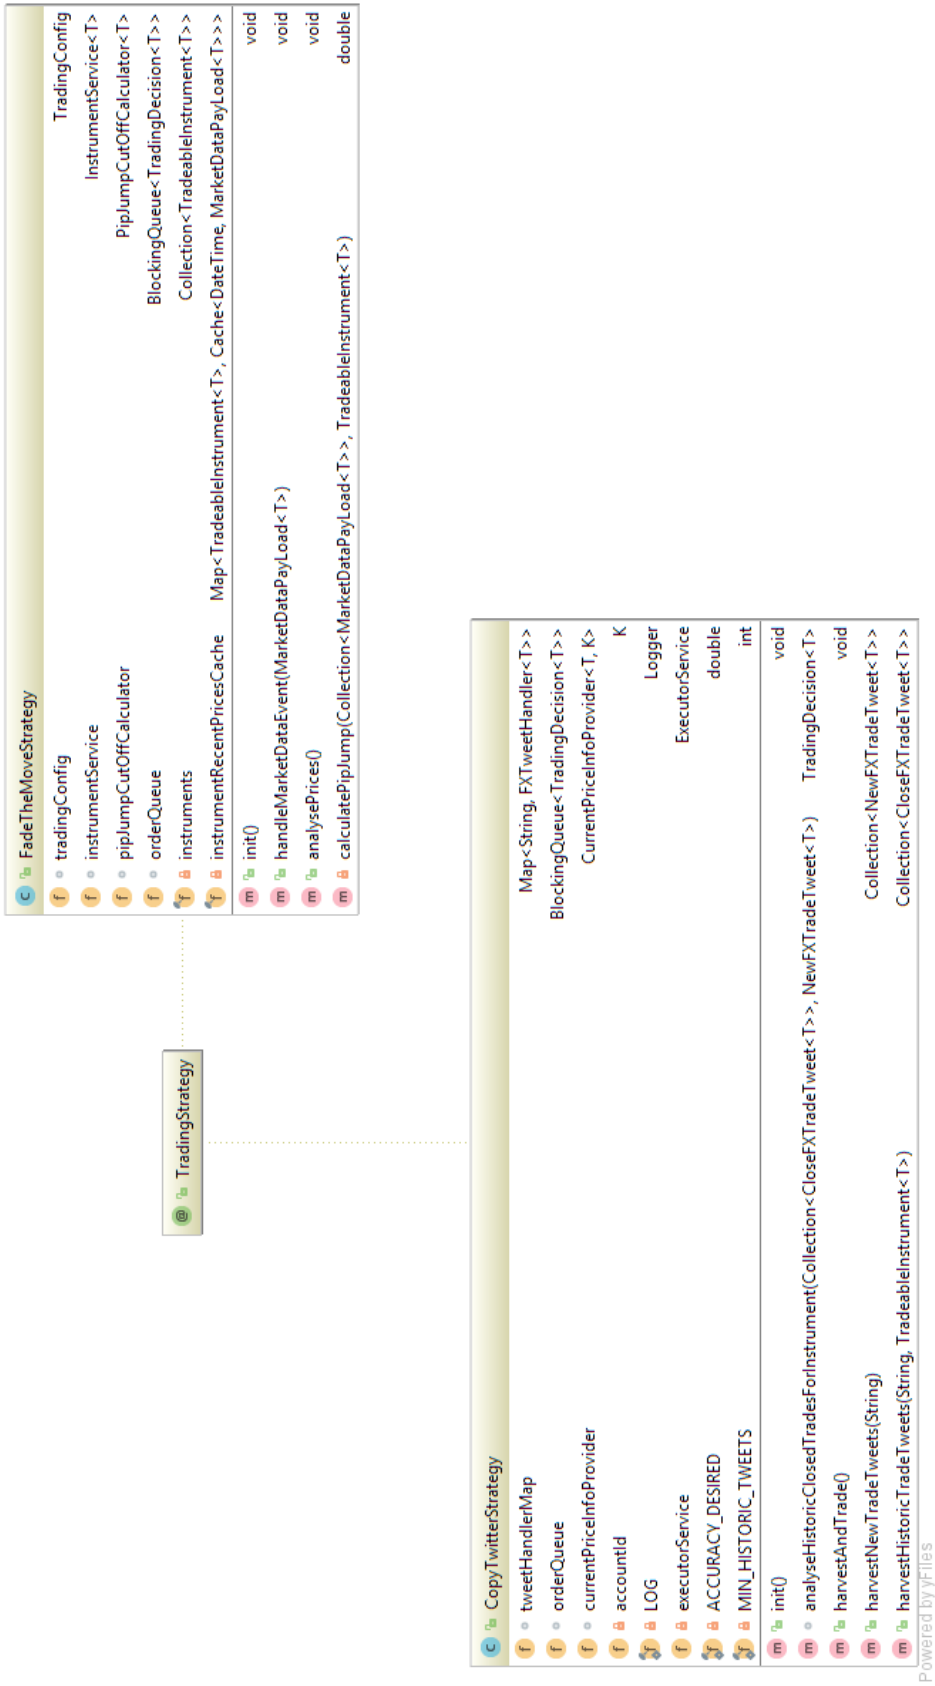 FadeTheMoveStrategy
tradingConfig TradingConfig
instrumentService InstrumentService<T>
pipJumpCutOffCalculator PipJumpCutOffCalculator<T>
orderQueue BlockingQueue<TradingDecision<T>>
instruments Collection<TradeableInstrument<T>>
instrumentRecentPricesCache Map<TradeableInstrument<T>, Cache<DateTime, MarketDataPayLoad<T>>>
init() void
handleMarketDataEvent(MarketDataPayLoad<T>) void
analysePrices() void
calculatePipJump(Collection<MarketDataPayLoad<T>>, TradeableInstrument<T>) double
TradingStrategy
CopyTwitterStrategy
tweetHandlerMap Map<String, FXTweetHandler<T>>
orderQueue BlockingQueue<TradingDecision<T>>
currentPriceInfoProvider CurrentPriceInfoProvider<T, K>
accountId K
LOG Logger
executorService ExecutorService
ACCURACY_DESIRED double
MIN_HISTORIC_TWEETS int
init() void
analyseHistoricClosedTradesForInstrument(Collection<CloseFXTradeTweet<T>>, NewFXTradeTweet<T>) TradingDecision<T>
harvestAndTrade() void
harvestNewTradeTweets(String) Collection<NewFXTradeTweet<T>>
harvestHistoricTradeTweets(String, TradeableInstrument<T>) Collection<CloseFXTradeTweet<T>>
Powered by yFiles